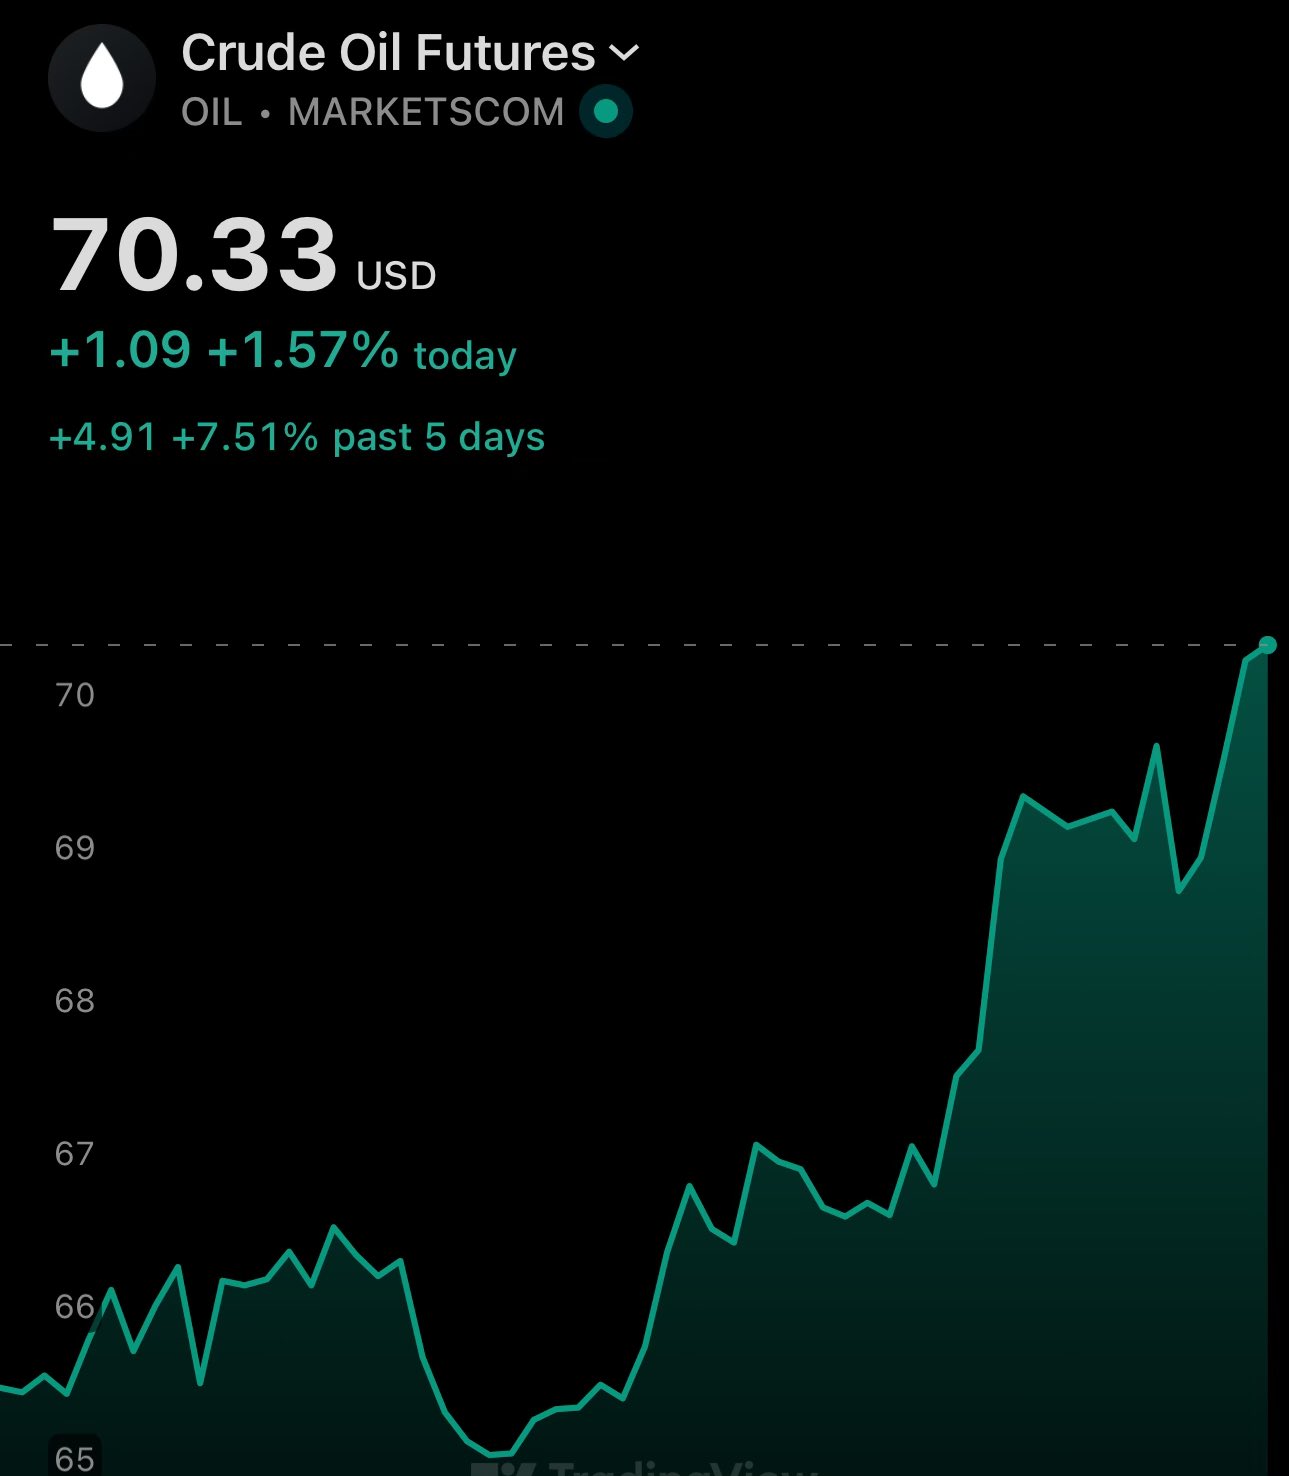 Crude Oil Futures
OIL • MARKETSCOM
70.33 USD
+1.09 +1.57% today
+4.91 +7.51% past 5 days
70
69
68
67
66
65
TradingView